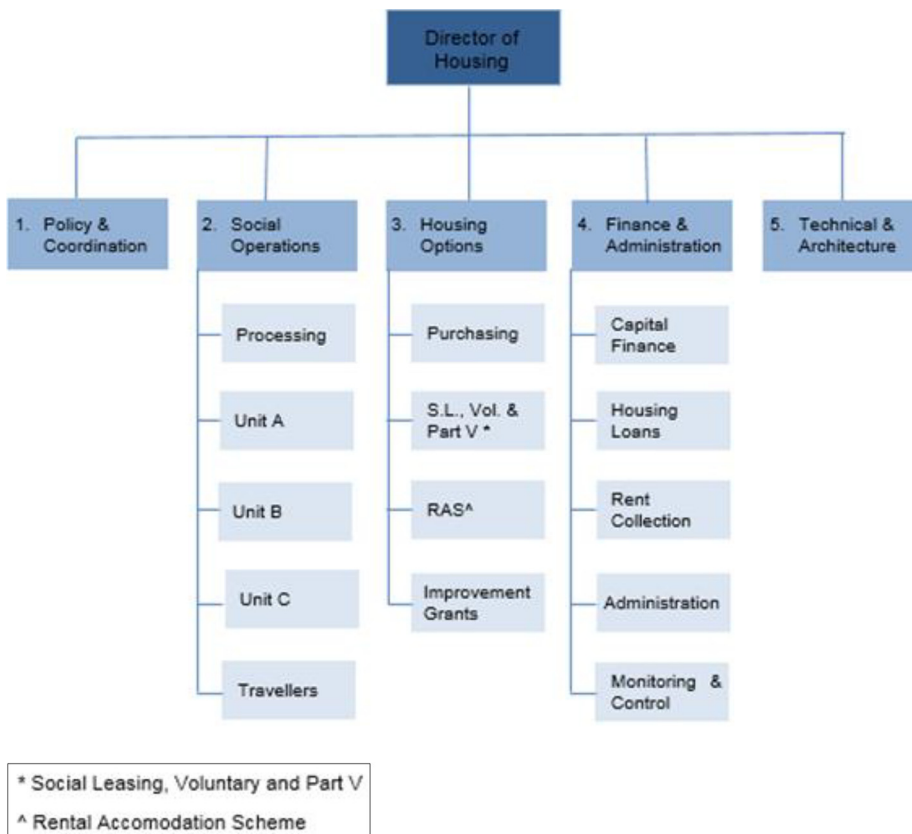 Director of
Housing
1. Policy &
Coordination
2. Social
Operations
3. Housing
Options
4. Finance &
Administration
5. Technical &
Architecture
Processing
Unit A
Unit B
Unit C
Travellers
Purchasing
S.L., Vol. &
Part V *
RAS^
Improvement
Grants
Capital
Finance
Housing
Loans
Rent
Collection
Administration
Monitoring &
Control
* Social Leasing, Voluntary and Part V
^ Rental Accomodation Scheme